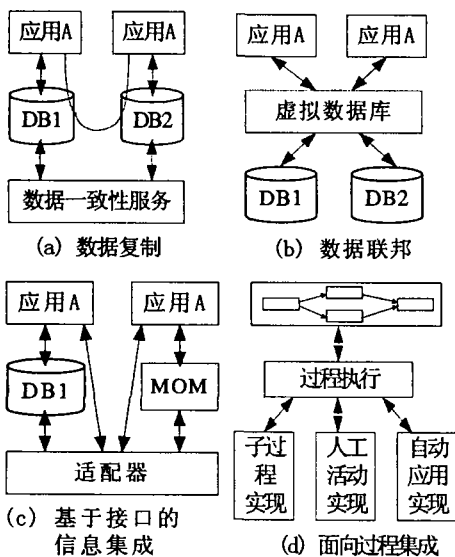 应用A 应用A
DB1 DB2
数据一致性服务
(a) 数据复制
应用A 应用A
虚拟数据库
DB1 DB2
(b) 数据联邦
应用A 应用A
DB1 MOM
适配器
(c) 基于接口的
信息集成
过程执行
子过 人工 自动
程 活动 应用
实现 实现 实现
(d) 面向过程集成